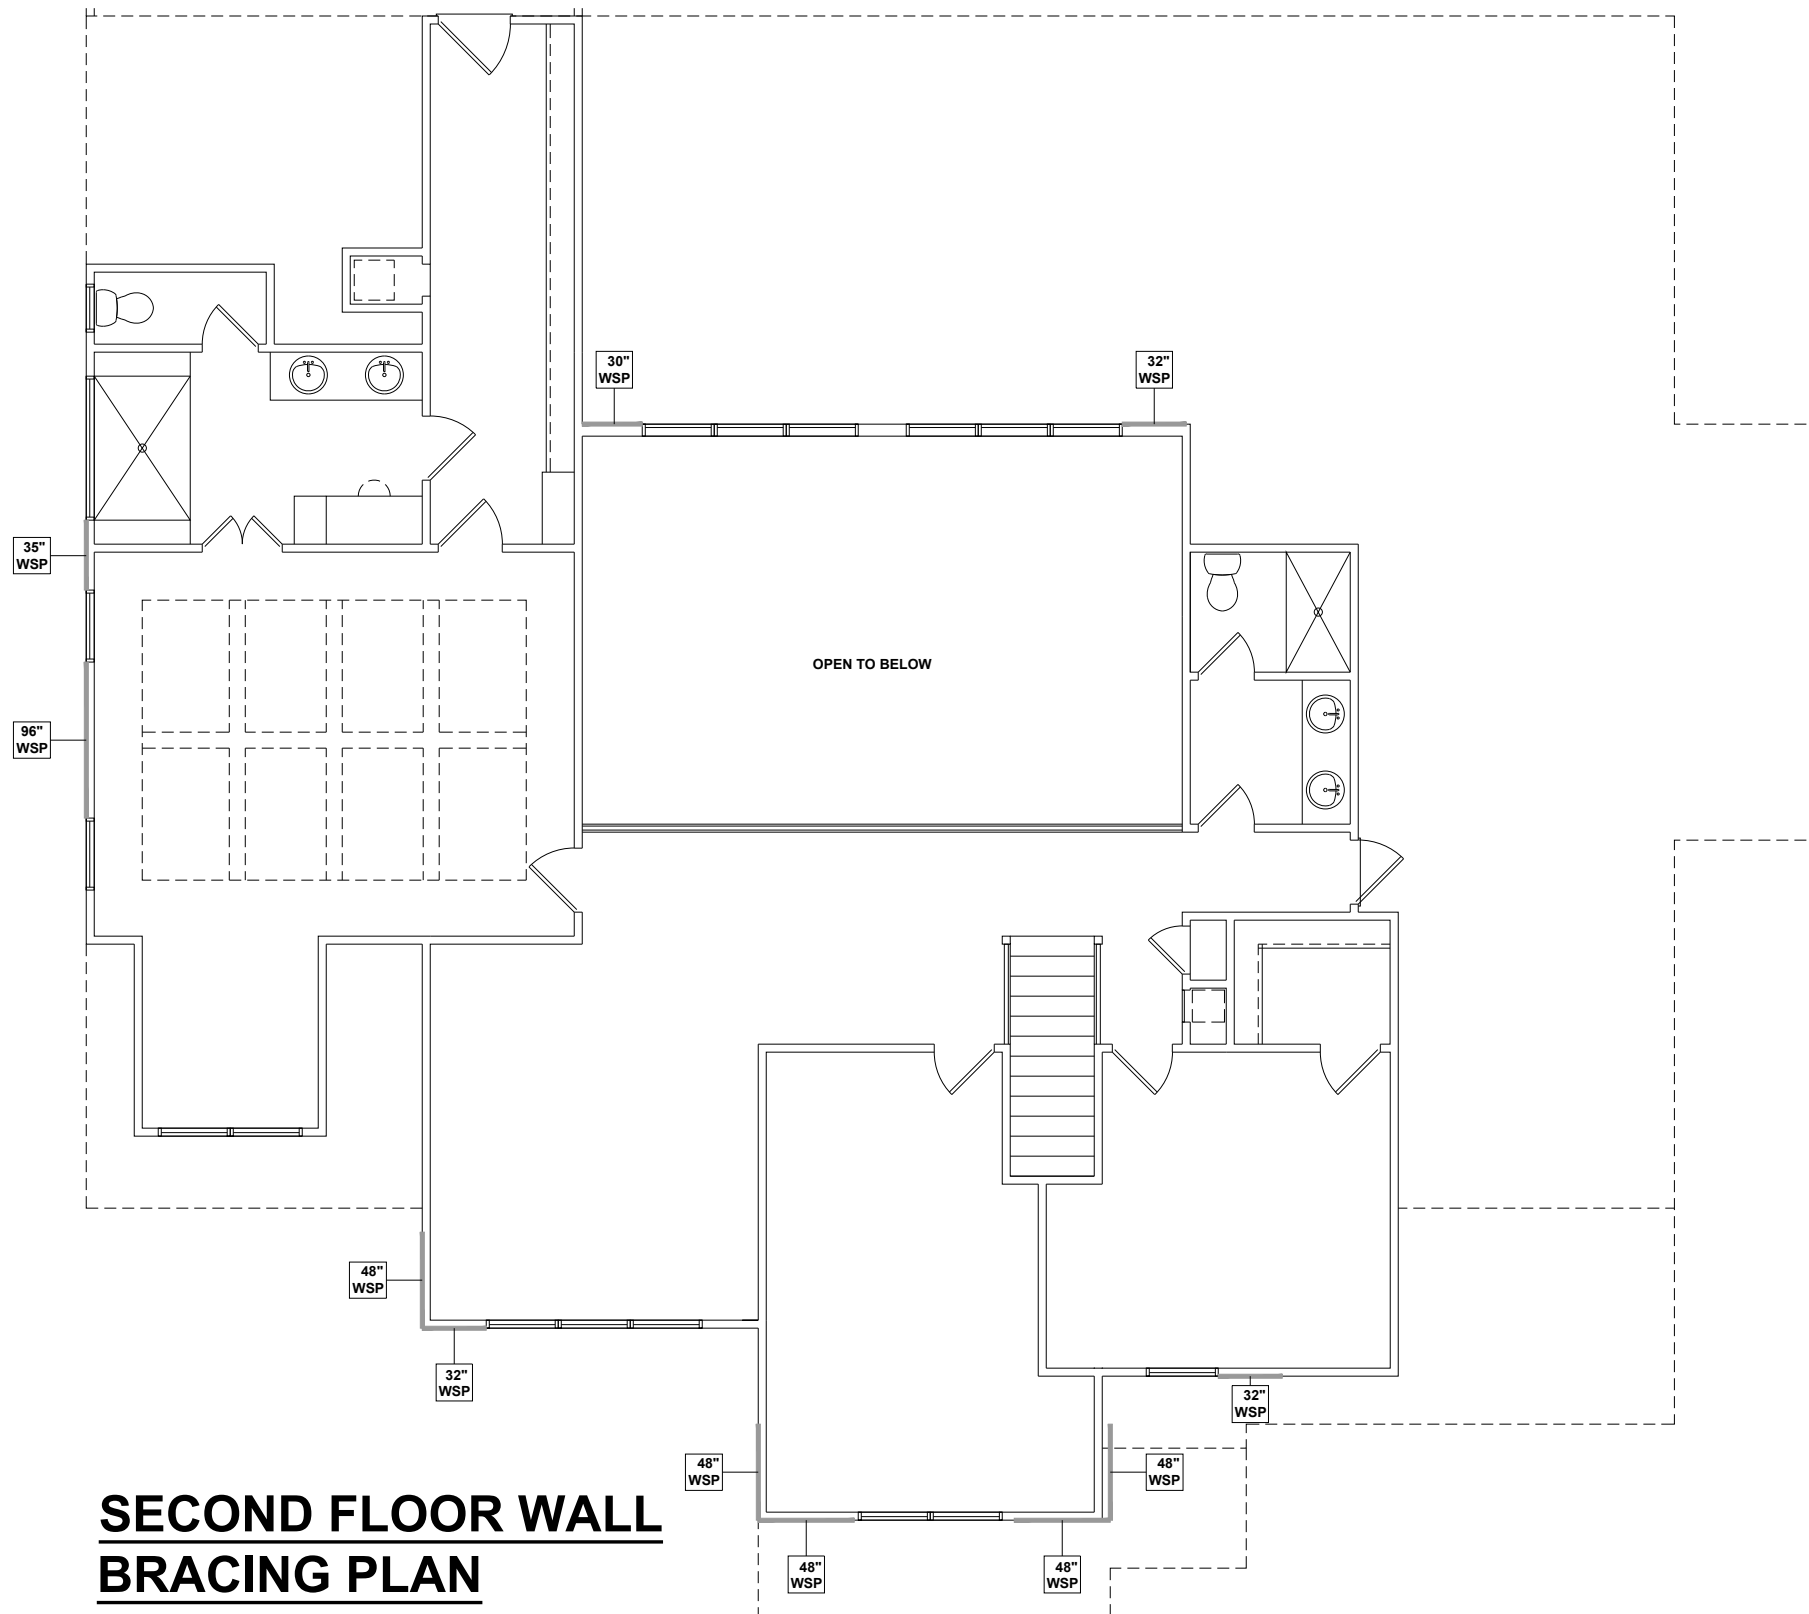 30"
WSP
32"
WSP
35"
WSP
OPEN TO BELOW
96"
WSP
48"
WSP
32"
WSP
32"
WSP
48"
WSP
48"
WSP
48"
WSP
48"
WSP
SECOND FLOOR WALL
BRACING PLAN